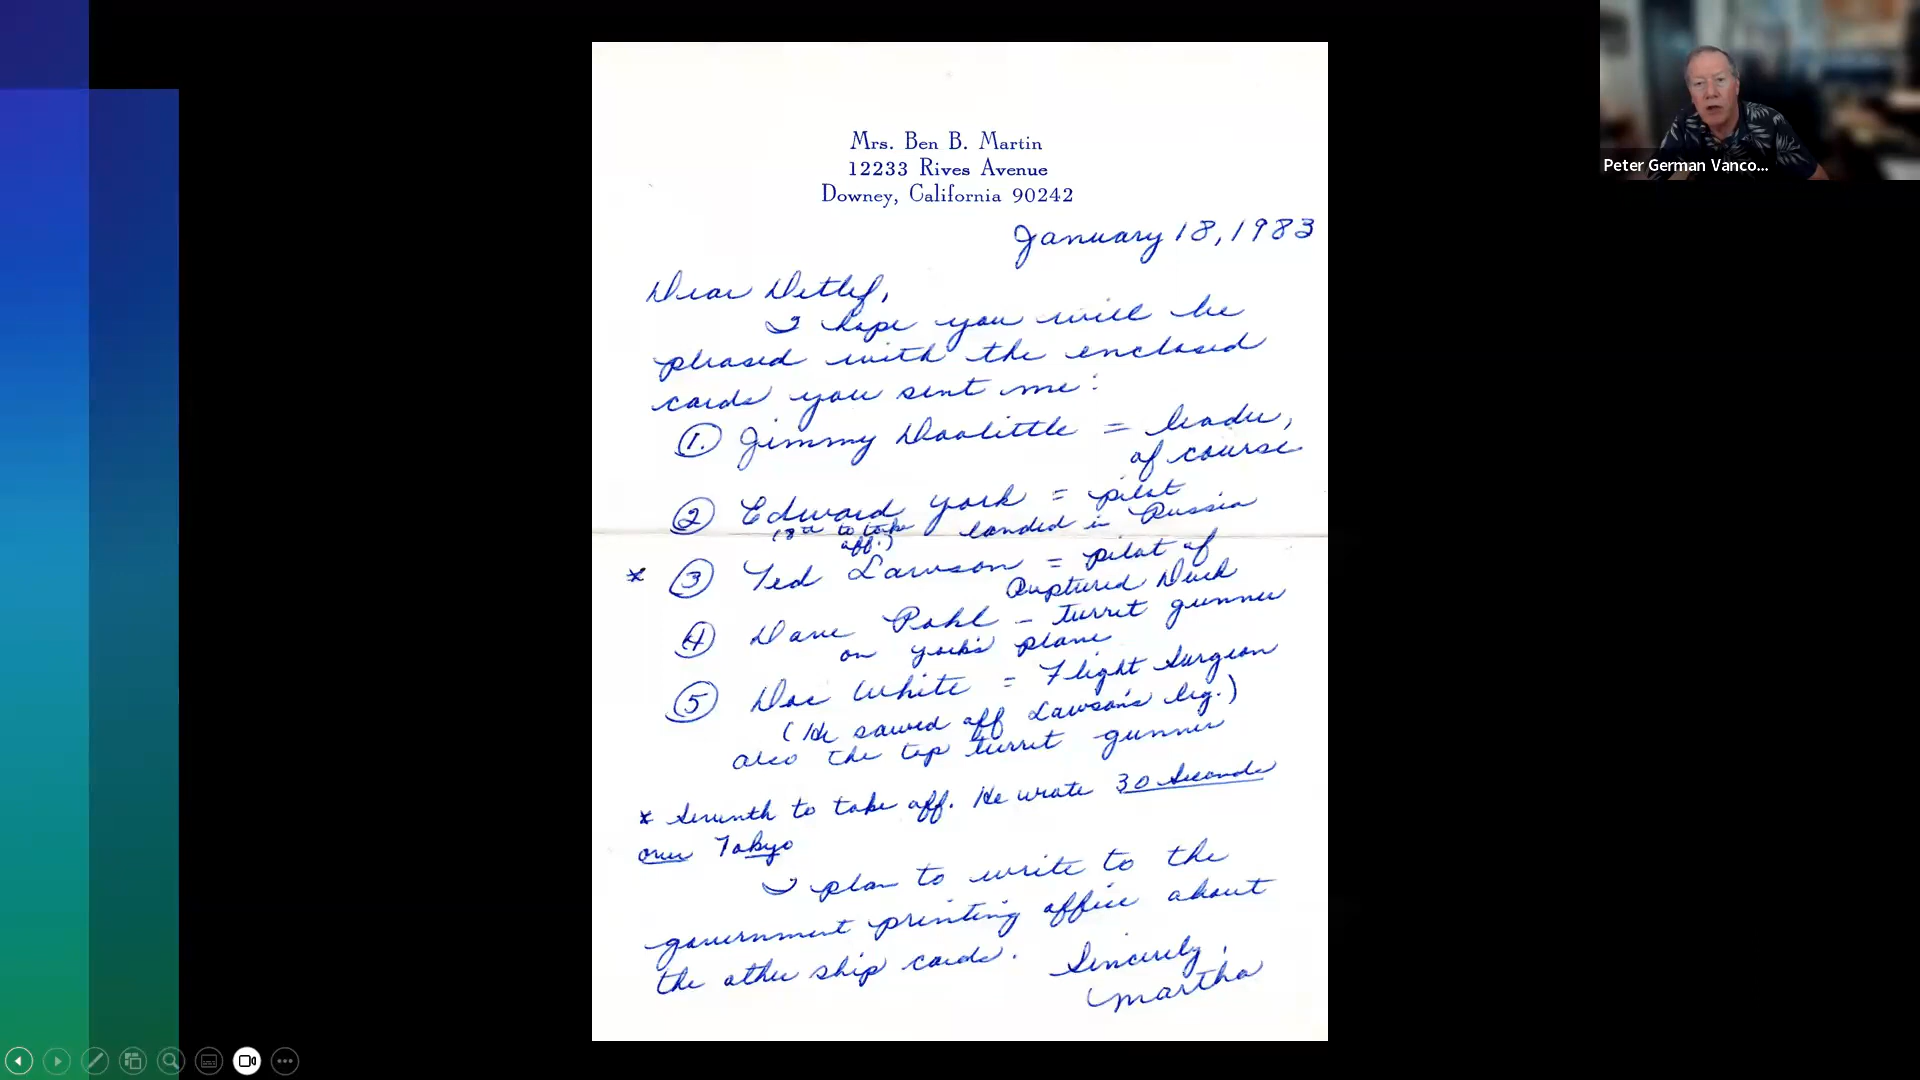 Mrs. Ben B. Martin
12233 Rives Avenue
Downey, California 90242
January 18, 1983
Dear Detlef,
I hope you will be
pleased with the enclosed
cards you sent me:
1. Jimmy Doolittle = leader,
of course
2 Edward York = pilot
(8th to take
off.)
landed in Russia
* 3 Ted Lawson = pilot of
Ruptured Duck
4 Dave Pohl - turret gunner
on York's plane
5 Doc White = Flight Surgeon
(He sawed off Lawson's leg.)
also the top turret gunner
* Seventh to take off. He wrote 30 Seconds
over Tokyo
I plan to write to the
government printing office about
the other ship cards.
Sincerely,
Martha
Peter German Vanco...